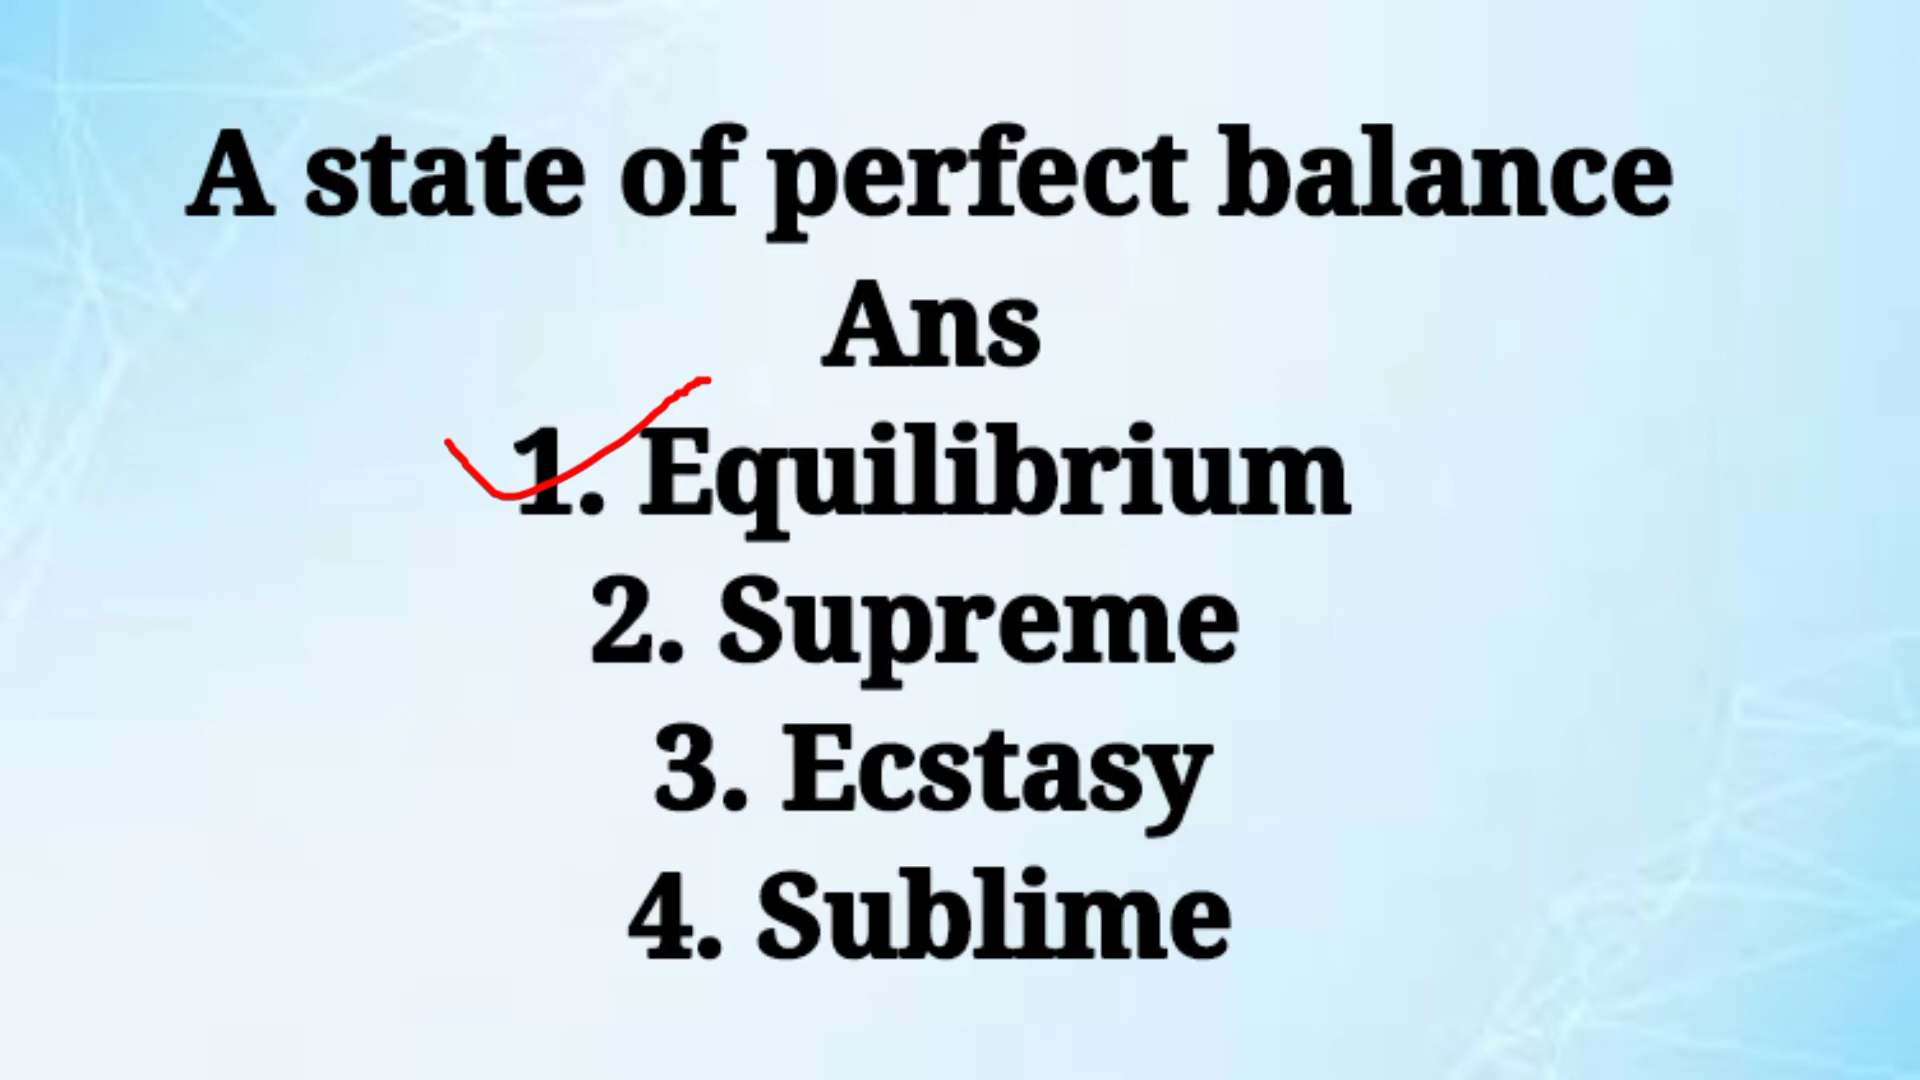 A state of perfect balance
Ans
1. Equilibrium
2. Supreme
3. Ecstasy
4. Sublime